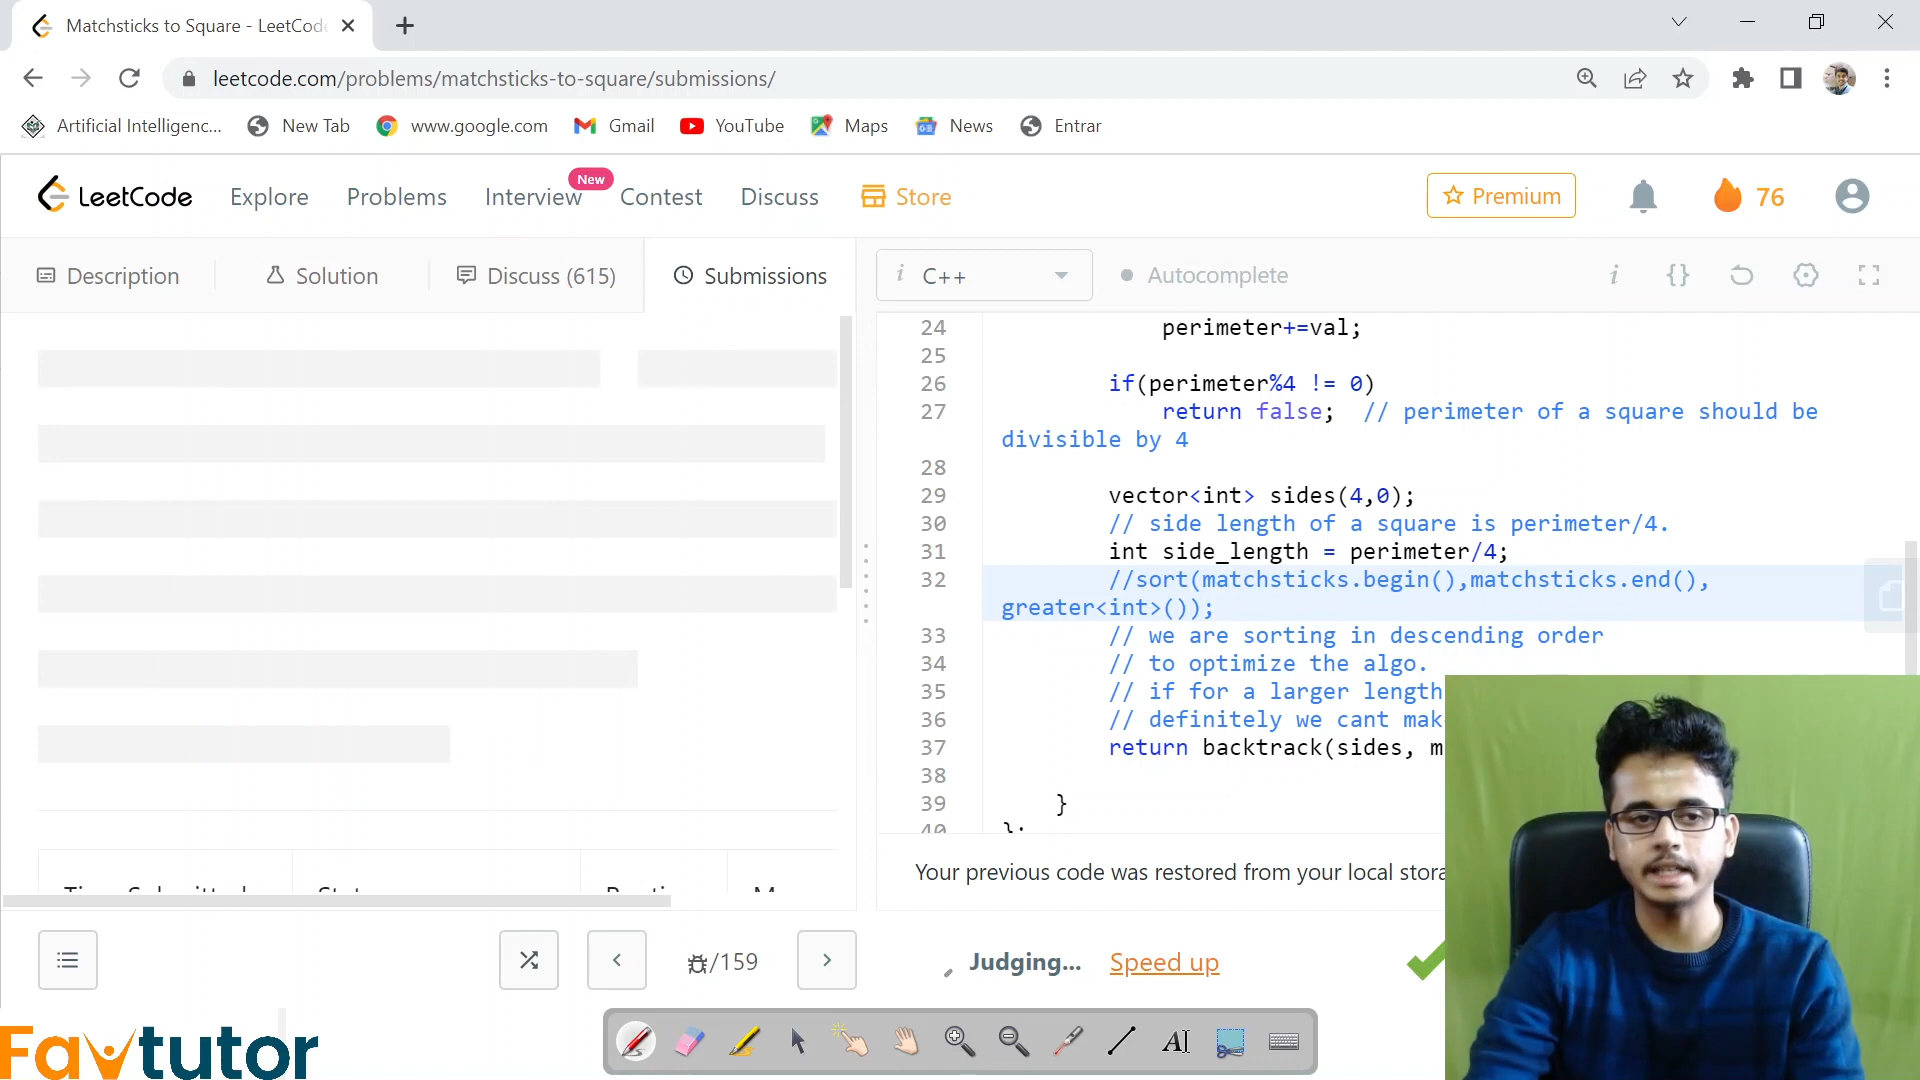 Matchsticks to Square - LeetCod
leetcode.com/problems/matchsticks-to-square/submissions/
Artificial Intelligenc...
New Tab
www.google.com
Gmail
YouTube
Maps
News
Entrar
LeetCode
Explore
Problems
Interview
New
Contest
Discuss
Store
Premium
76
Description
Solution
Discuss (615)
Submissions
i C++
Autocomplete
24 perimeter+=val;
25
26 if(perimeter%4 != 0)
27 return false; // perimeter of a square should be
divisible by 4
28
29 vector<int> sides(4,0);
30 // side length of a square is perimeter/4.
31 int side_length = perimeter/4;
32 //sort(matchsticks.begin(),matchsticks.end(),
greater<int>());
33 // we are sorting in descending order
34 // to optimize the algo.
35 // if for a larger length
36 // definitely we cant mak
37 return backtrack(sides, m
38
39 }
40 };
Your previous code was restored from your local stora
/159
Judging...
Speed up
Favtutor